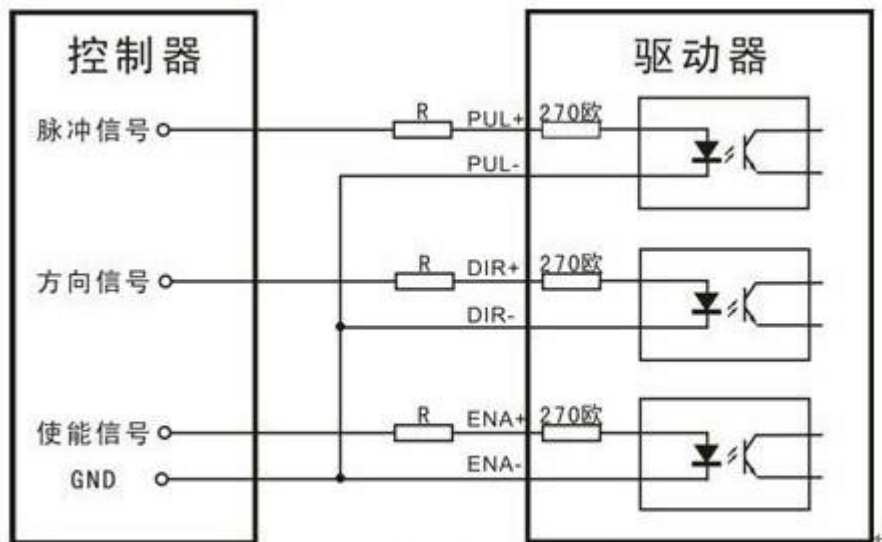 控制器
驱动器
脉冲信号
R
PUL+
270欧
PUL-
方向信号
R
DIR+
270欧
DIR-
使能信号
R
ENA+
270欧
ENA-
GND